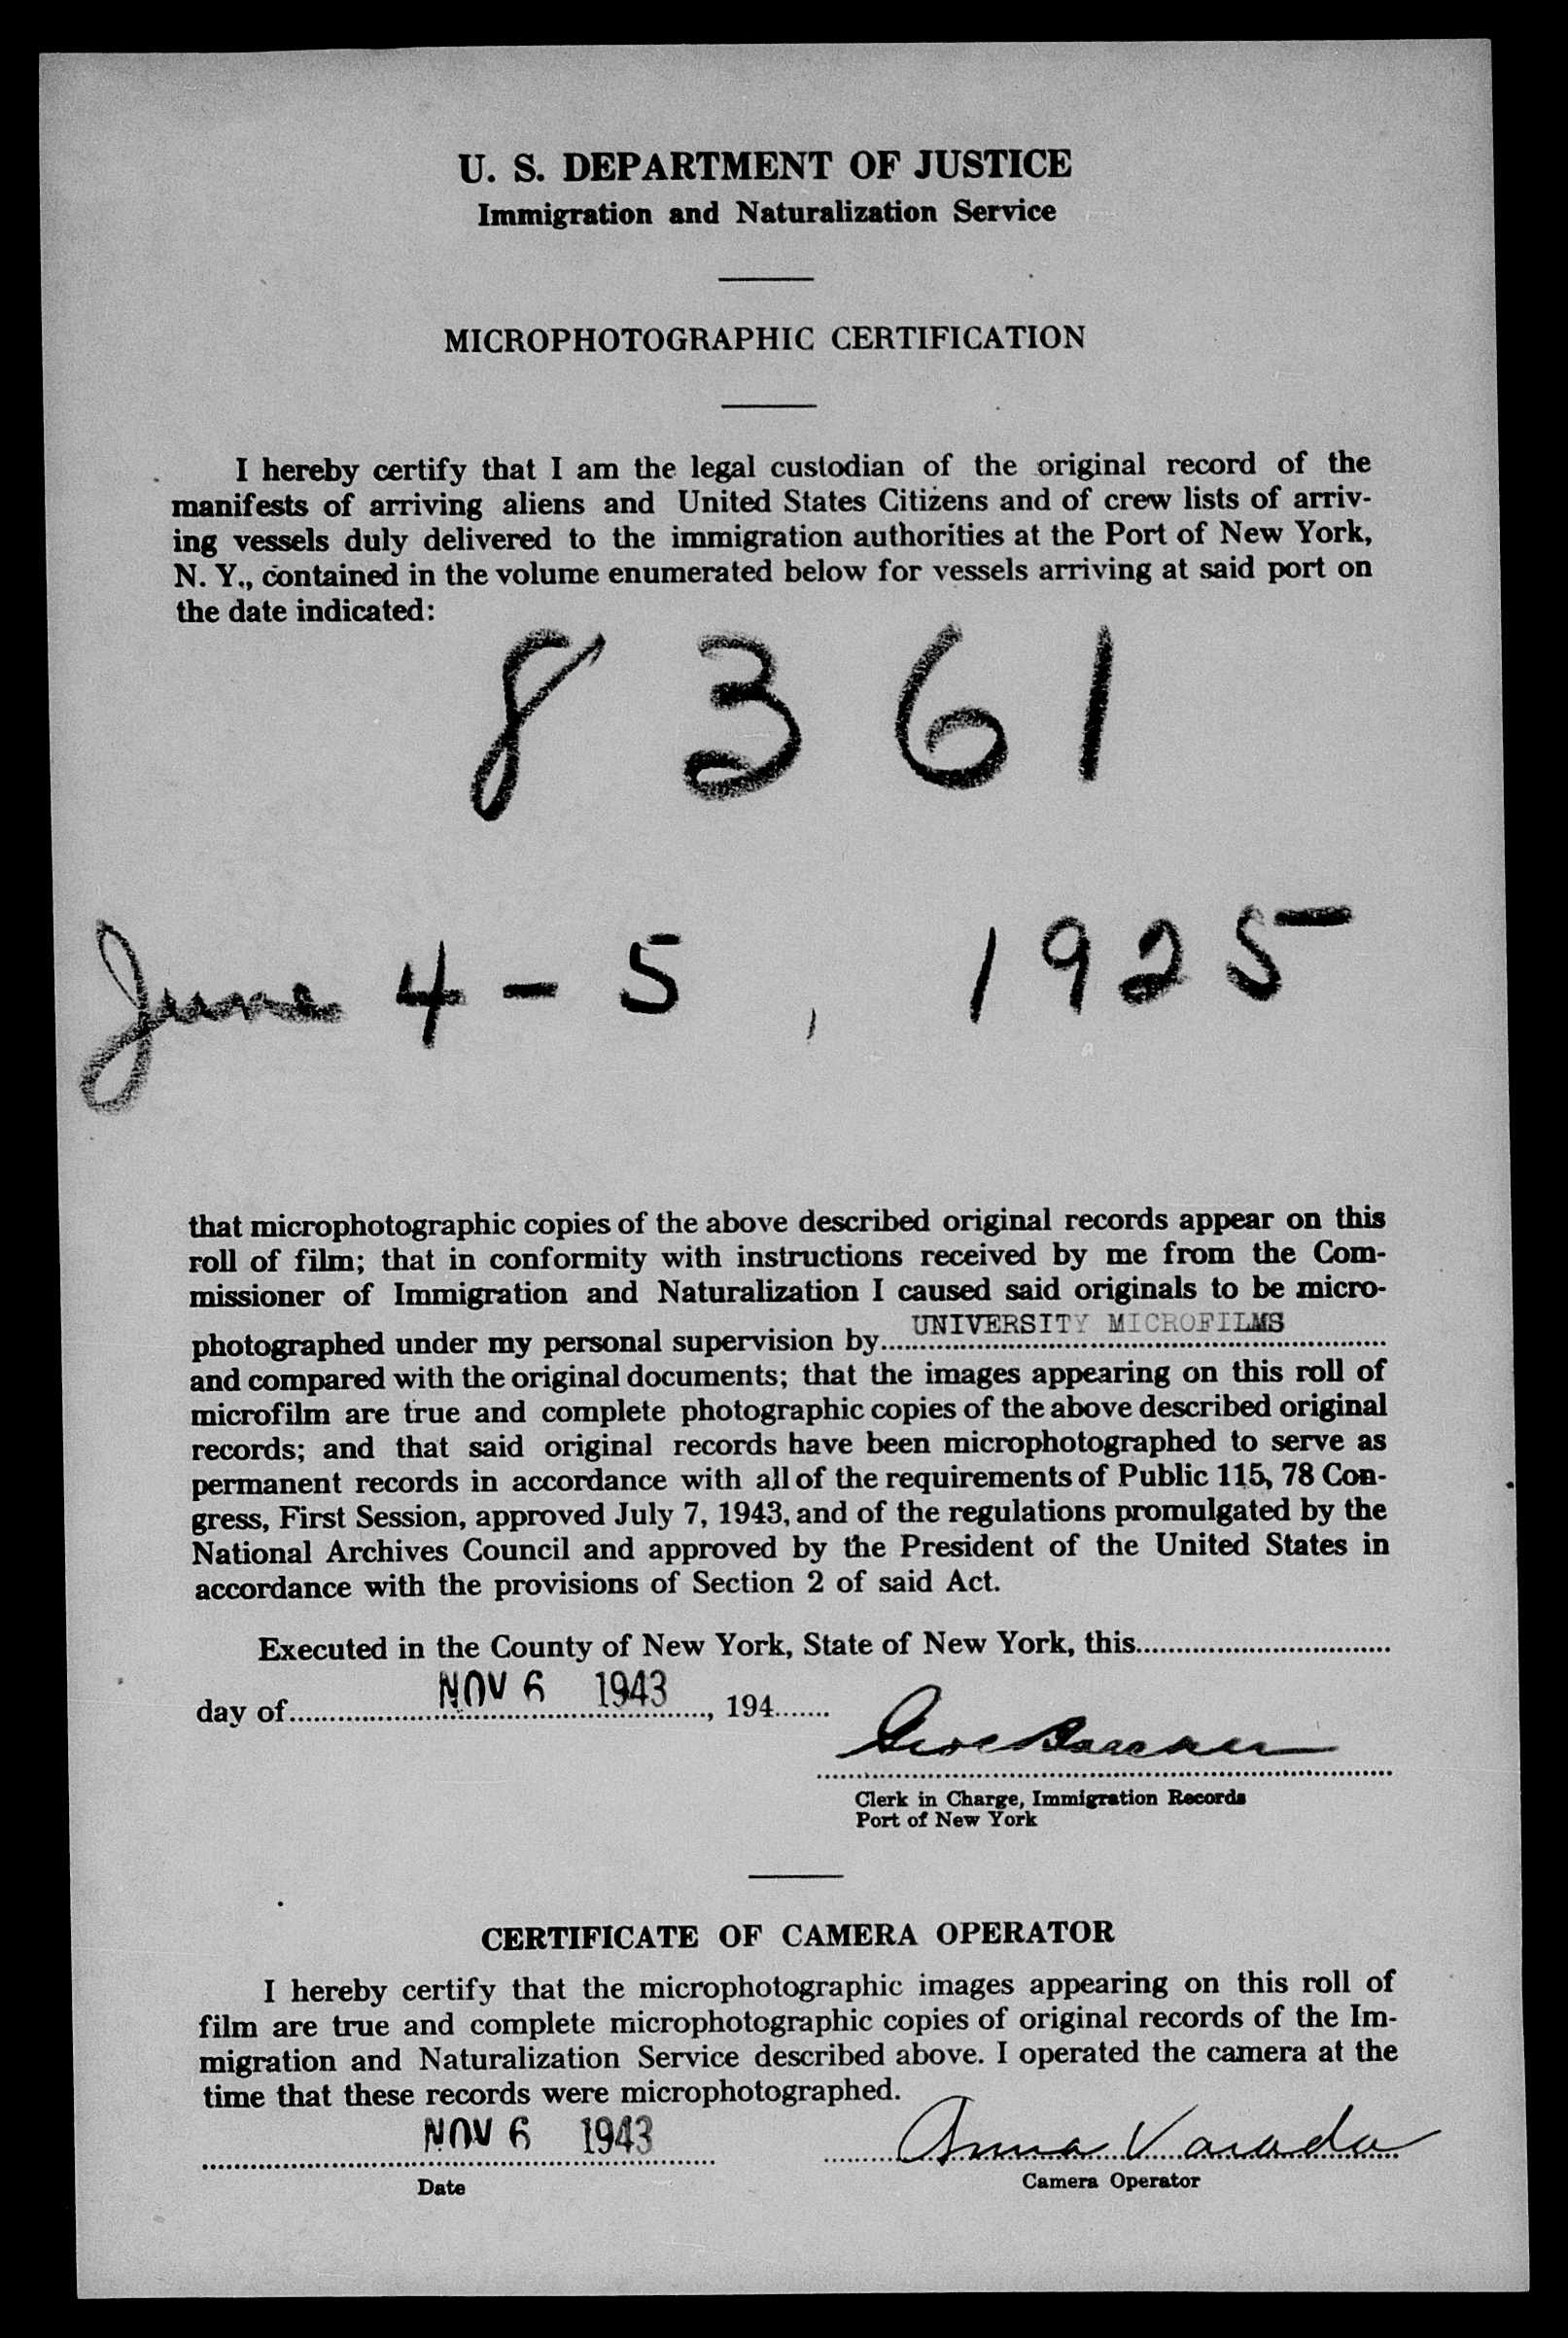 U. S. DEPARTMENT OF JUSTICE
Immigration and Naturalization Service
MICROPHOTOGRAPHIC CERTIFICATION
I hereby certify that I am the legal custodian of the original record of the
manifests of arriving aliens and United States Citizens and of crew lists of arriv-
ing vessels duly delivered to the immigration authorities at the Port of New York,
N. Y., contained in the volume enumerated below for vessels arriving at said port on
the date indicated:
8361
June 4 - 5, 1925
that microphotographic copies of the above described original records appear on this
roll of film; that in conformity with instructions received by me from the Com-
missioner of Immigration and Naturalization I caused said originals to be micro-
photographed under my personal supervision by UNIVERSITY MICROFILMS
and compared with the original documents; that the images appearing on this roll of
microfilm are true and complete photographic copies of the above described original
records; and that said original records have been microphotographed to serve as
permanent records in accordance with all of the requirements of Public 115, 78 Con-
gress, First Session, approved July 7, 1943, and of the regulations promulgated by the
National Archives Council and approved by the President of the United States in
accordance with the provisions of Section 2 of said Act.
Executed in the County of New York, State of New York, this
day of NOV 6 1943, 194
Clerk in Charge, Immigration Records
Port of New York
CERTIFICATE OF CAMERA OPERATOR
I hereby certify that the microphotographic images appearing on this roll of
film are true and complete microphotographic copies of original records of the Im-
migration and Naturalization Service described above. I operated the camera at the
time that these records were microphotographed.
NOV 6 1943 Anna Varada
Date Camera Operator